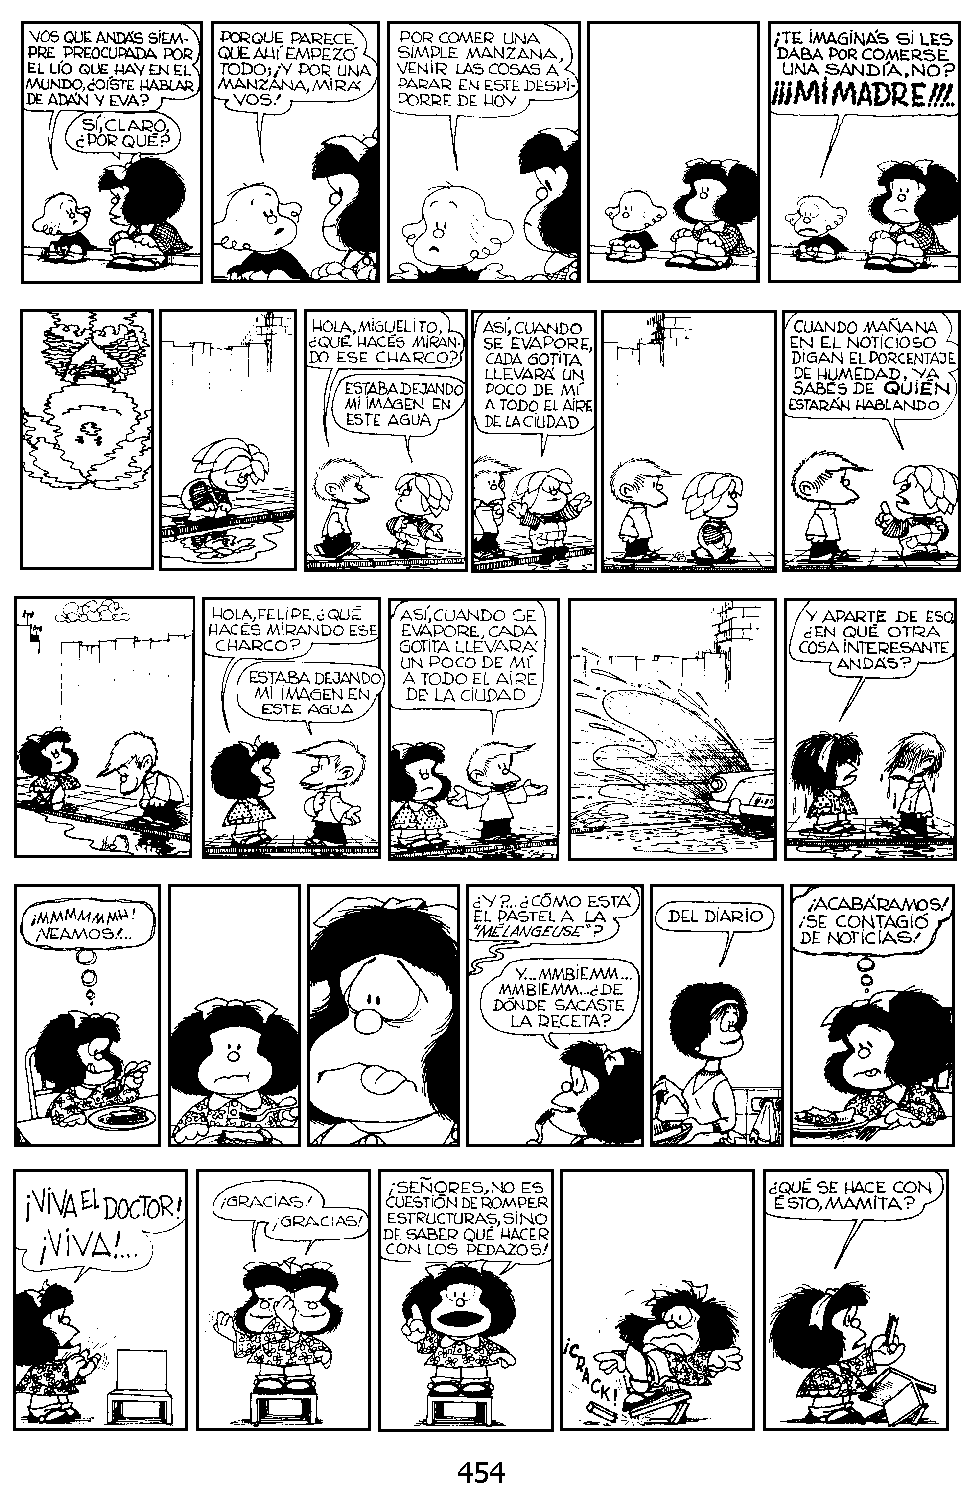 VOS QUE ANDÁS SIEM-
PRE PREOCUPADA POR
EL LÍO QUE HAY EN EL
MUNDO, ¿OÍSTE HABLAR
DE ADÁN Y EVA?
SÍ, CLARO,
¿POR QUÉ?
PORQUE PARECE
QUE AHÍ EMPEZÓ
TODO; ¡Y POR UNA
MANZANA, MIRÁ
VOS!
POR COMER UNA
SIMPLE MANZANA,
VENIR LAS COSAS A
PARAR EN ESTE DESPI-
PORRE DE HOY
¡TE IMAGINÁS SI LES
DABA POR COMERSE
UNA SANDÍA, NO?
¡¡¡MI MADRE!!!..
HOLA, MIGUELITO,
¿QUÉ HACÉS MIRAN-
DO ESE CHARCO?
ESTABA DEJANDO
MI IMAGEN EN
ESTE AGUA
ASÍ, CUANDO
SE EVAPORE,
CADA GOTITA
LLEVARÁ UN
POCO DE MÍ
A TODO EL AIRE
DE LA CIUDAD
CUANDO MAÑANA
EN EL NOTICIOSO
DIGAN EL PORCENTAJE
DE HUMEDAD, YA
SABÉS DE QUIÉN
ESTARÁN HABLANDO
HOLA, FELIPE, ¿QUÉ
HACÉS MIRANDO ESE
CHARCO?
ESTABA DEJANDO
MI IMAGEN EN
ESTE AGUA
ASÍ, CUANDO SE
EVAPORE, CADA
GOTITA LLEVARÁ
UN POCO DE MÍ
A TODO EL AIRE
DE LA CIUDAD
Y APARTE DE ESO
¿EN QUÉ OTRA
COSA INTERESANTE
ANDÁS?
¡MMMMMMH!
¡VEAMOS!...
¿Y?.. ¿CÓMO ESTÁ
EL PASTEL A LA
"MÉLANGEUSE"?
Y... MMBIEMM...
MMBIEMM... ¿DE
DÓNDE SACASTE
LA RECETA?
DEL DIARIO
¡ACABÁRAMOS!
¡SE CONTAGIÓ
DE NOTICIAS!
¡VIVA EL DOCTOR!
¡VIVA!...
¡GRACIAS!
¡GRACIAS!
¡SEÑORES, NO ES
CUESTIÓN DE ROMPER
ESTRUCTURAS, SINO
DE SABER QUÉ HACER
CON LOS PEDAZOS!
¡CRACK!
¿QUÉ SE HACE CON
ESTO, MAMITA?
454